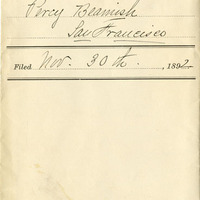 Percy Beamish
San Francisco
Filed Nov. 30th. , 1892